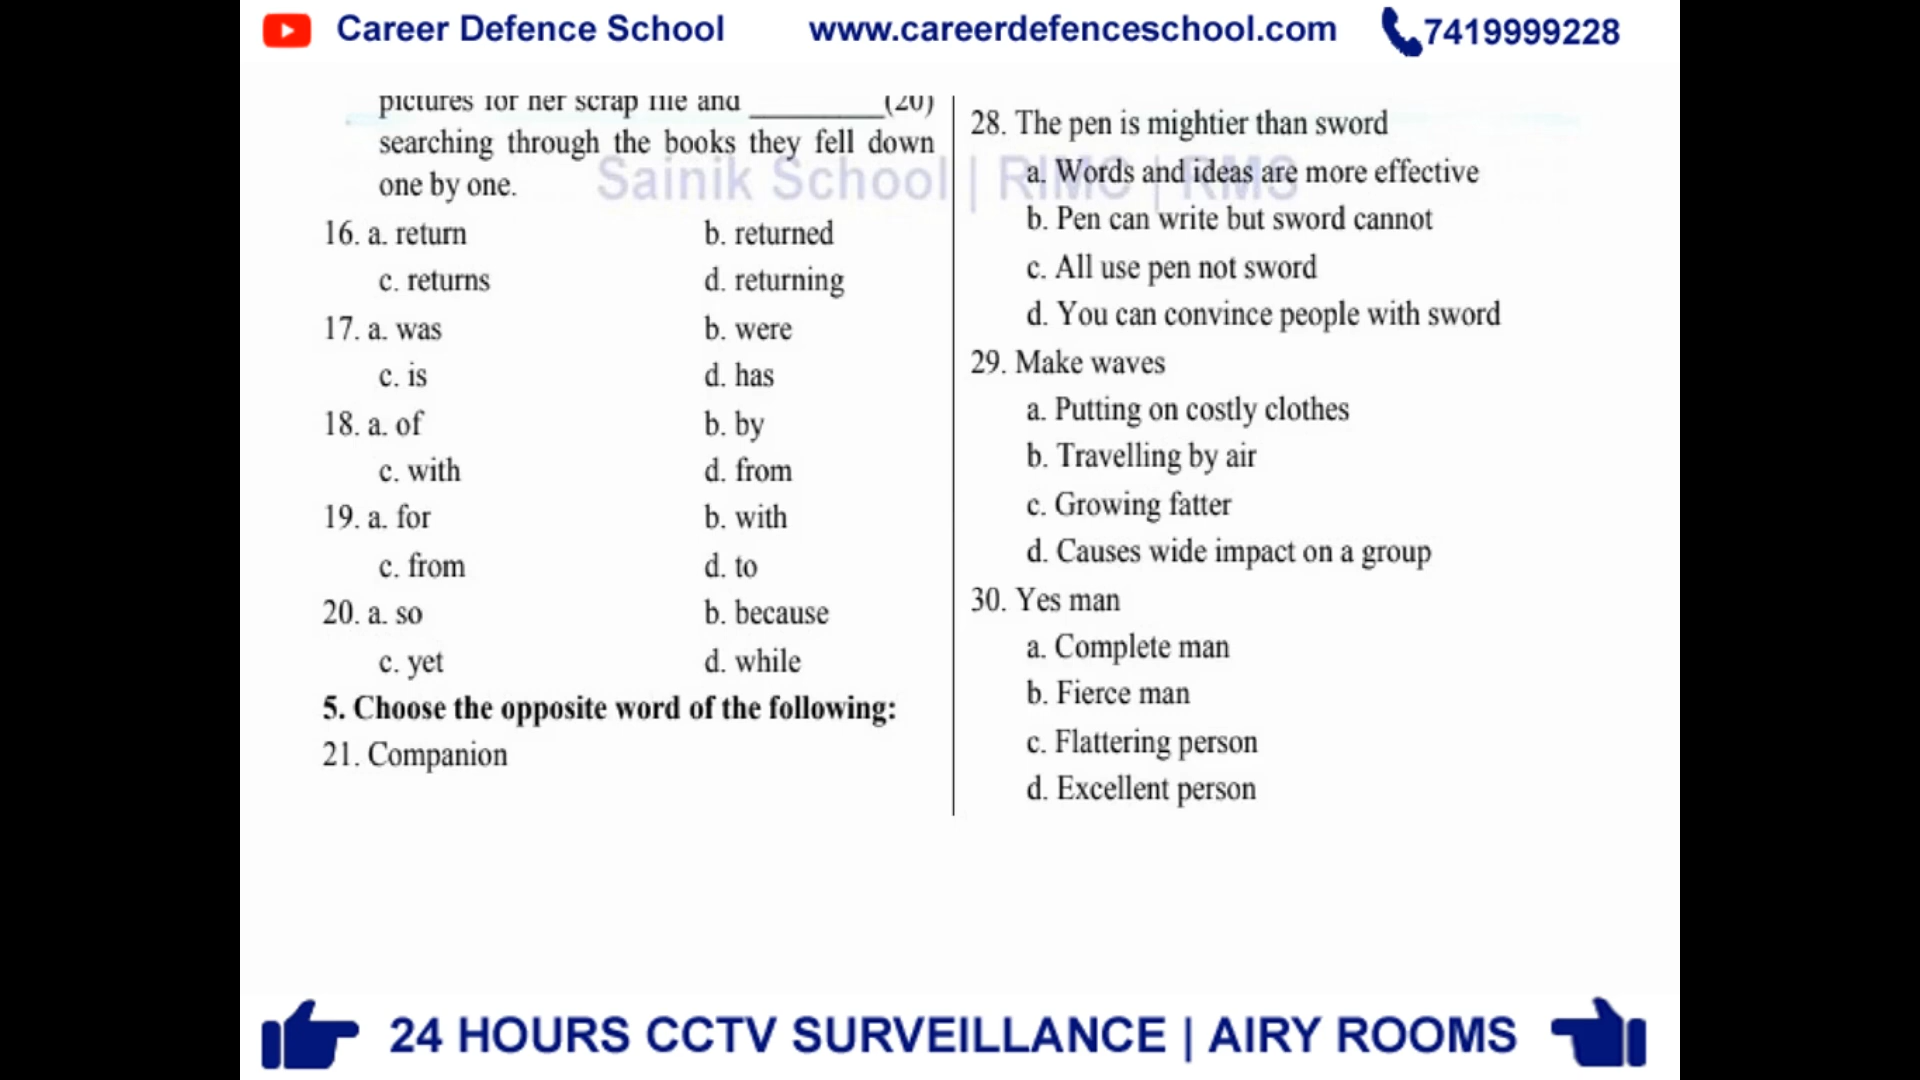 Career Defence School www.careerdefenceschool.com 7419999228
pictures for her scrap file and __________(20)
searching through the books they fell down
one by one.
Sainik School | RIMC | RMS
16. a. return b. returned
c. returns d. returning
17. a. was b. were
c. is d. has
18. a. of b. by
c. with d. from
19. a. for b. with
c. from d. to
20. a. so b. because
c. yet d. while
5. Choose the opposite word of the following:
21. Companion
28. The pen is mightier than sword
a. Words and ideas are more effective
b. Pen can write but sword cannot
c. All use pen not sword
d. You can convince people with sword
29. Make waves
a. Putting on costly clothes
b. Travelling by air
c. Growing fatter
d. Causes wide impact on a group
30. Yes man
a. Complete man
b. Fierce man
c. Flattering person
d. Excellent person
24 HOURS CCTV SURVEILLANCE | AIRY ROOMS